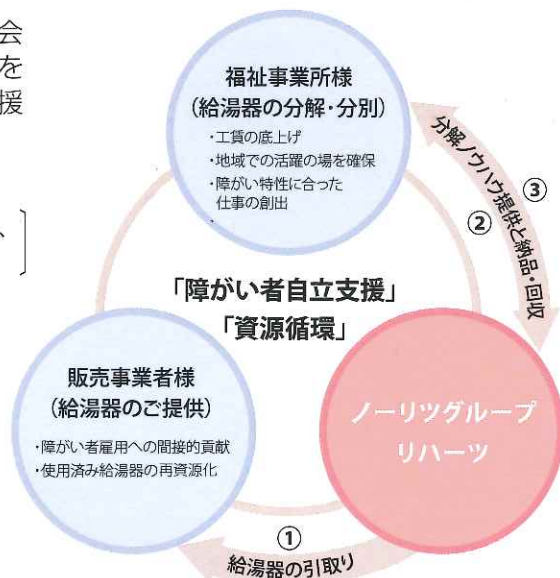 会
を
援
、
福祉事業所様
(給湯器の分解・分別)
・工賃の底上げ
・地域での活躍の場を確保
・障がい特性に合った
仕事の創出
③
②
分解ノウハウ提供と納品・回収
「障がい者自立支援」
「資源循環」
販売事業者様
(給湯器のご提供)
・障がい者雇用への間接的貢献
・使用済み給湯器の再資源化
ノーリツグループ
リハーツ
①
給湯器の引取り